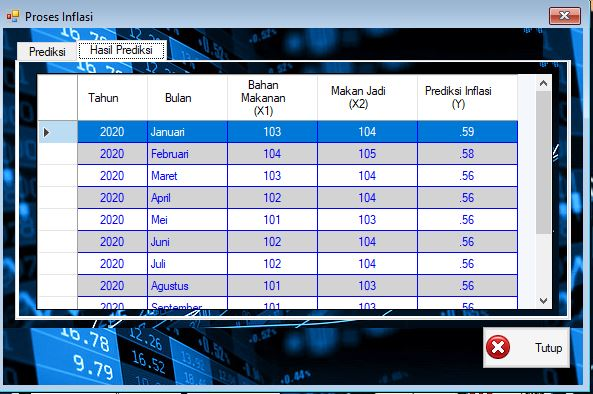 Proses Inflasi
Prediksi Hasil Prediksi
Tahun Bulan Bahan Makanan (X1) Makan Jadi (X2) Prediksi Inflasi (Y)
2020 Januari 103 104 .59
2020 Februari 104 105 .58
2020 Maret 103 104 .56
2020 April 102 104 .56
2020 Mei 101 103 .56
2020 Juni 102 104 .56
2020 Juli 102 104 .56
2020 Agustus 101 103 .56
2020 September 101 103 .56
16.78 12.26
9.79 16.52
Tutup